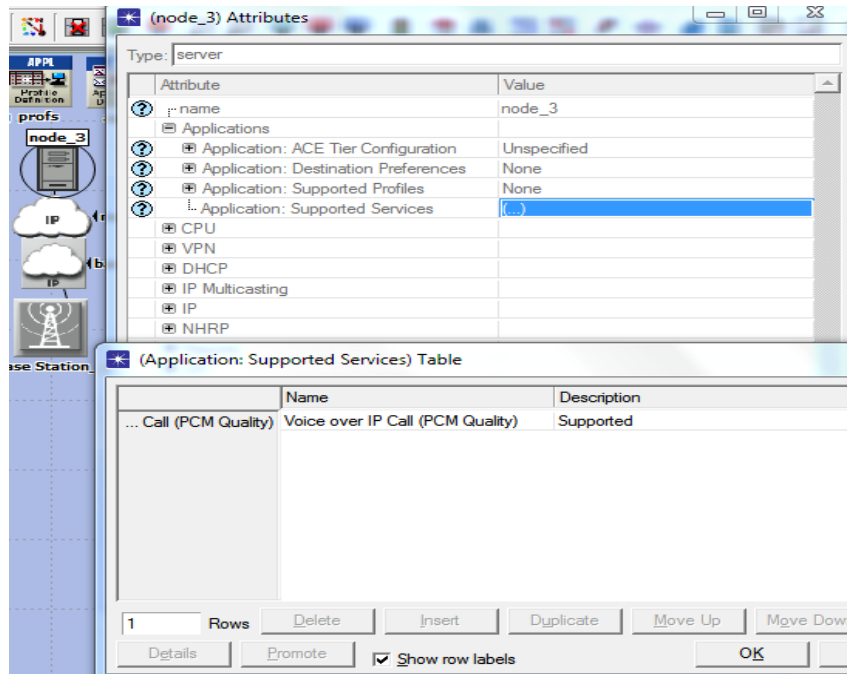 (node_3) Attributes
Type: server
Attribute Value
name node_3
Applications
Application: ACE Tier Configuration Unspecified
Application: Destination Preferences None
Application: Supported Profiles None
Application: Supported Services (...)
CPU
VPN
DHCP
IP Multicasting
IP
NHRP
APPL
Profile
Definition
profs
node_3
IP
IP
ase Station_
(Application: Supported Services) Table
Name Description
... Call (PCM Quality) Voice over IP Call (PCM Quality) Supported
1 Rows Delete Insert Duplicate Move Up Move Dow
Details Promote Show row labels OK